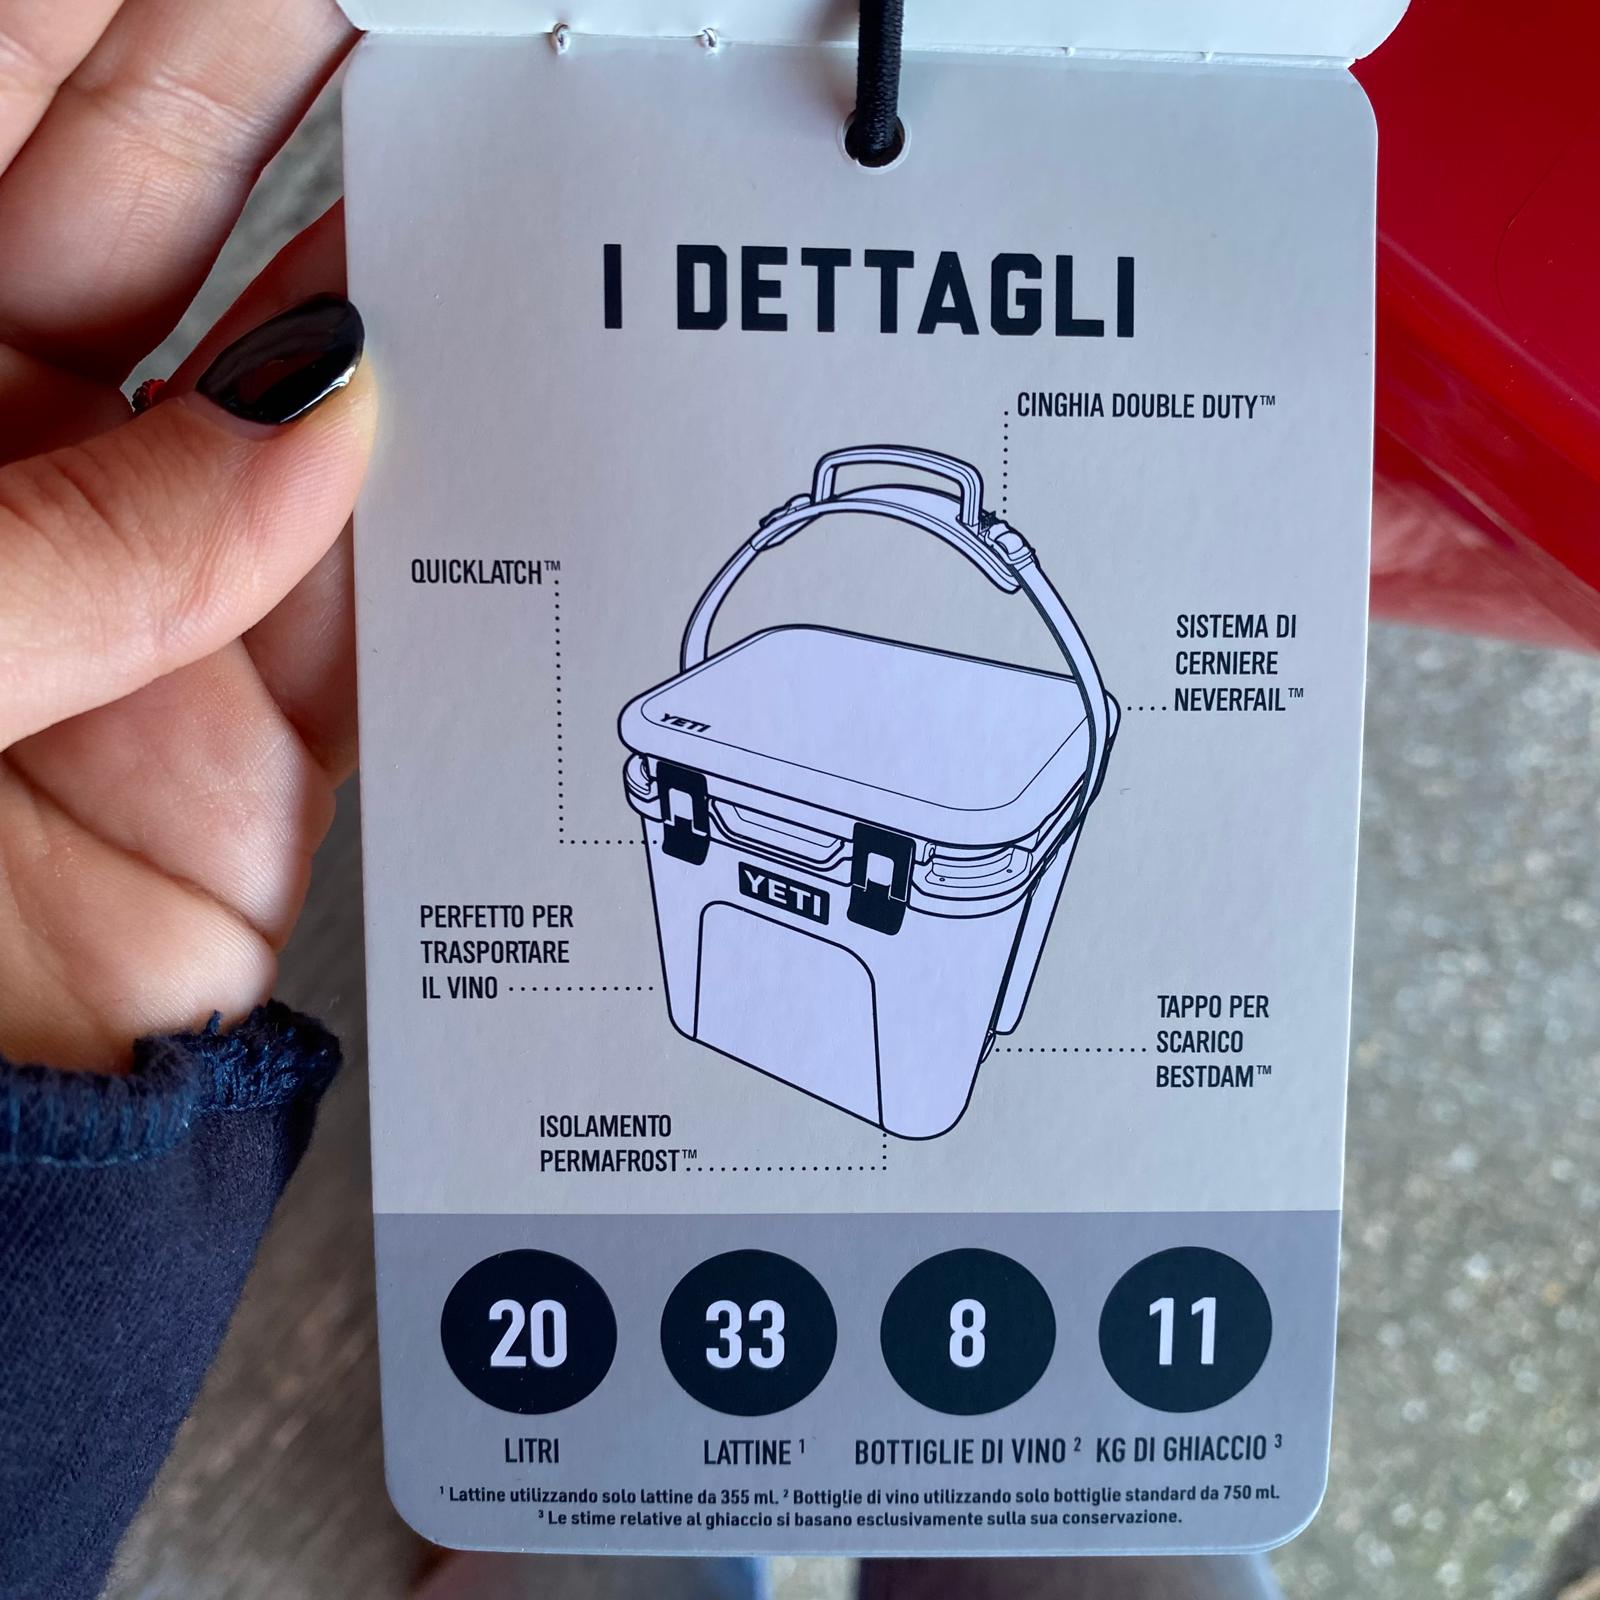 I DETTAGLI
CINGHIA DOUBLE DUTY™
QUICKLATCH™
SISTEMA DI
CERNIERE
NEVERFAIL™
YETI
YETI
PERFETTO PER
TRASPORTARE
IL VINO
TAPPO PER
SCARICO
BESTDAM™
ISOLAMENTO
PERMAFROST™
20
LITRI
33
LATTINE ¹
8
BOTTIGLIE DI VINO ²
11
KG DI GHIACCIO ³
¹ Lattine utilizzando solo lattine da 355 ml. ² Bottiglie di vino utilizzando solo bottiglie standard da 750 ml.
³ Le stime relative al ghiaccio si basano esclusivamente sulla sua conservazione.